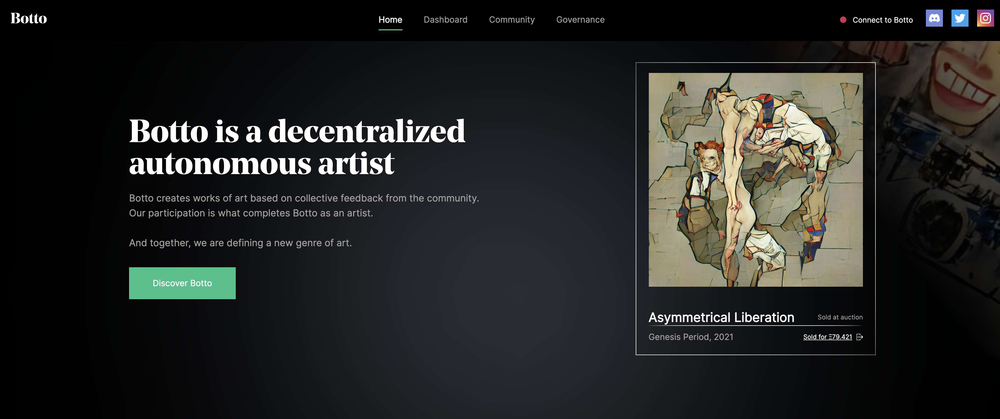 Botto
Home
Dashboard
Community
Governance
Connect to Botto
Botto is a decentralized
autonomous artist
Botto creates works of art based on collective feedback from the community.
Our participation is what completes Botto as an artist.
And together, we are defining a new genre of art.
Discover Botto
Asymmetrical Liberation
Sold at auction
Genesis Period, 2021
Sold for Ξ79.421